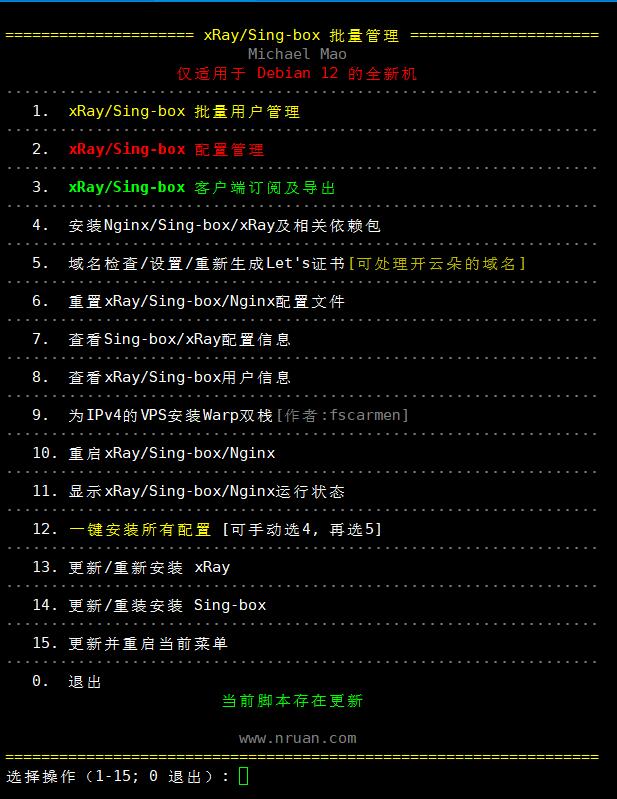 ===================== xRay/Sing-box 批量管理 =====================
Michael Mao
仅适用于 Debian 12 的全新机
1. xRay/Sing-box 批量用户管理
2. xRay/Sing-box 配置管理
3. xRay/Sing-box 客户端订阅及导出
4. 安装Nginx/Sing-box/xRay及相关依赖包
5. 域名检查/设置/重新生成Let's证书[可处理开云朵的域名]
6. 重置xRay/Sing-box/Nginx配置文件
7. 查看Sing-box/xRay配置信息
8. 查看xRay/Sing-box用户信息
9. 为IPv4的VPS安装Warp双栈[作者:fscarmen]
10. 重启xRay/Sing-box/Nginx
11. 显示xRay/Sing-box/Nginx运行状态
12. 一键安装所有配置 [可手动选4, 再选5]
13. 更新/重新安装 xRay
14. 更新/重装安装 Sing-box
15. 更新并重启当前菜单
0. 退出
当前脚本存在更新
www.nruan.com
==================================================================
选择操作（1-15; 0 退出）: